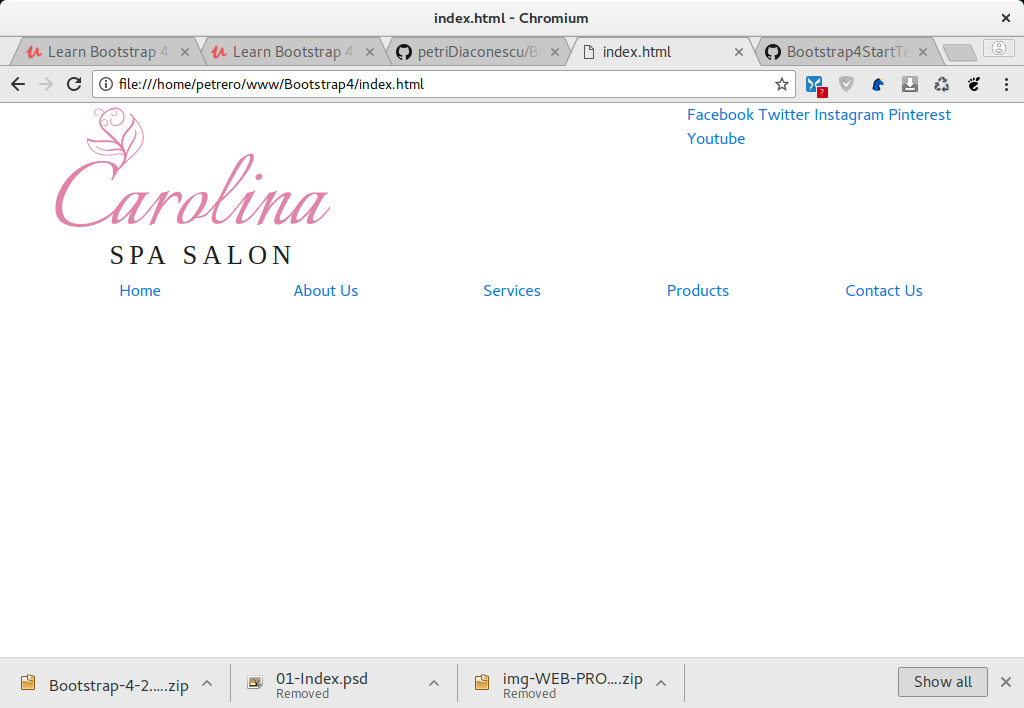 index.html - Chromium
Learn Bootstrap 4
Learn Bootstrap 4
petriDiaconescu/B
index.html
Bootstrap4StartTe
file:///home/petrero/www/Bootstrap4/index.html
?
Facebook Twitter Instagram Pinterest
Youtube
Carolina
SPA SALON
Home About Us Services Products Contact Us
Bootstrap-4-2.....zip
01-Index.psd
Removed
img-WEB-PRO....zip
Removed
Show all